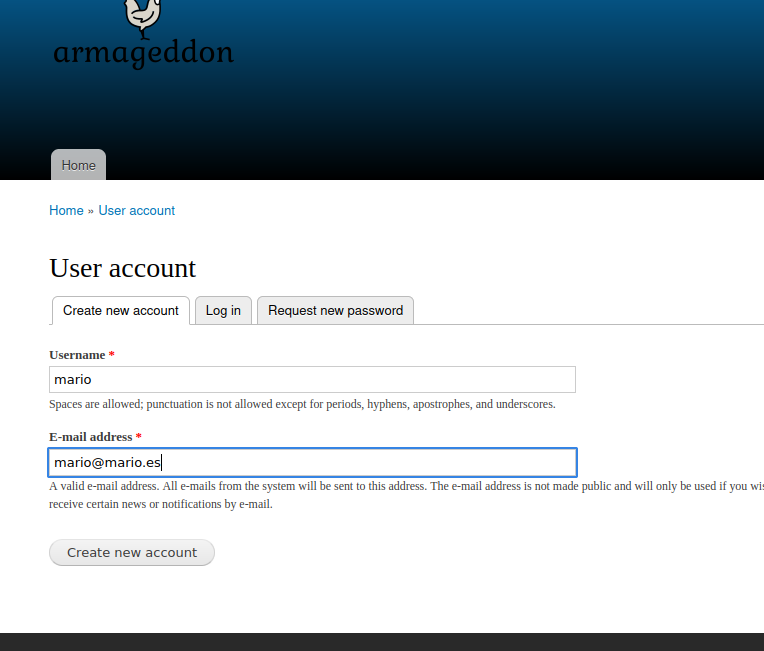 armageddon
Home
Home » User account
User account
Create new account
Log in
Request new password
Username *
mario
Spaces are allowed; punctuation is not allowed except for periods, hyphens, apostrophes, and underscores.
E-mail address *
mario@mario.es
A valid e-mail address. All e-mails from the system will be sent to this address. The e-mail address is not made public and will only be used if you
receive certain news or notifications by e-mail.
Create new account